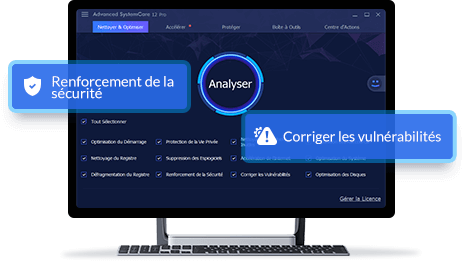 Advanced SystemCare 12 Pro
Nettoyer & Optimiser
Accélérer
Protéger
Boîte à Outils
Centre d'Actions
Renforcement de la
sécurité
Analyser
Tout Sélectionner
Corriger les vulnérabilités
Optimisation du Démarrage
Protection de la Vie Privée
Nettoyage du Registre
Suppression des Espiogiciels
Défragmentation du Registre
Renforcement de la Sécurité
Corriger les Vulnérabilités
Optimisation des Disques
Gérer la Licence